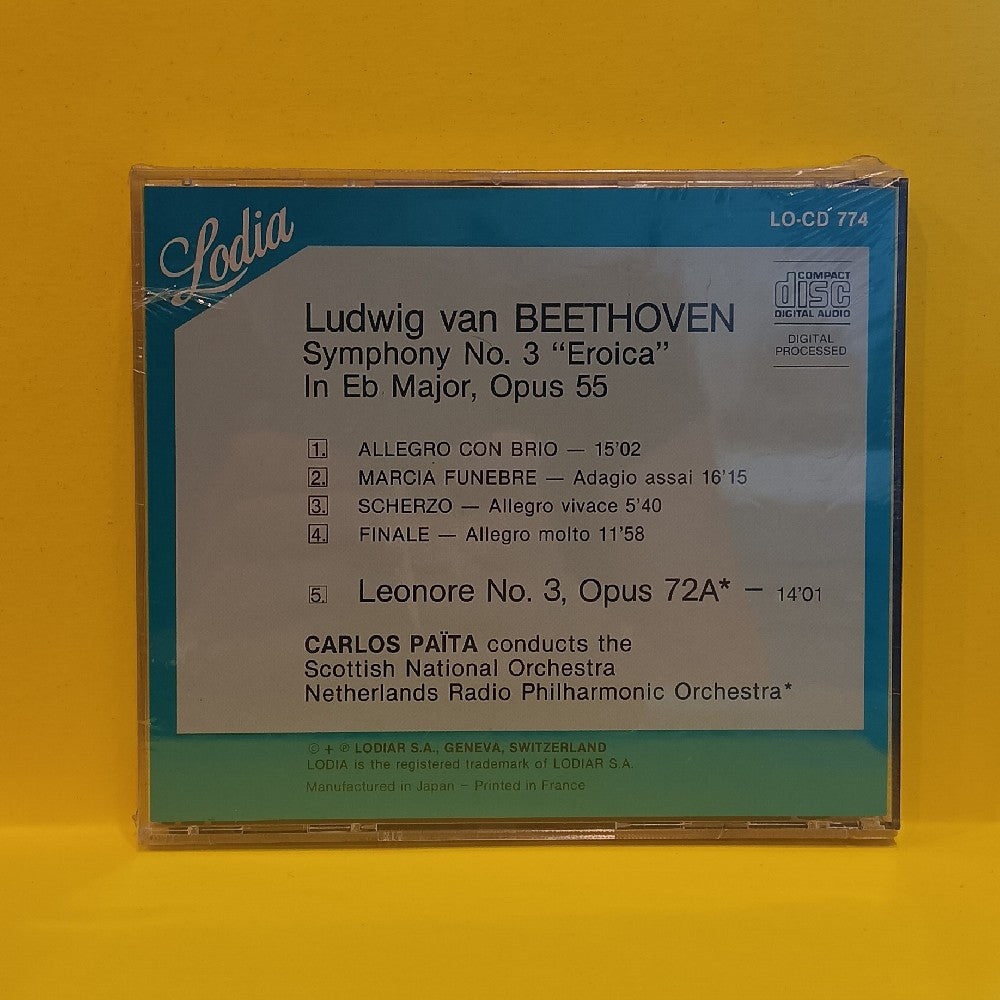 Lodia
LO-CD 774
COMPACT
disc
DIGITAL AUDIO
DIGITAL
PROCESSED
Ludwig van BEETHOVEN
Symphony No. 3 “Eroica”
In Eb Major, Opus 55
1. ALLEGRO CON BRIO — 15'02
2. MARCIA FUNEBRE — Adagio assai 16'15
3. SCHERZO — Allegro vivace 5'40
4. FINALE — Allegro molto 11'58
5. Leonore No. 3, Opus 72A* — 14'01
CARLOS PAÏTA conducts the
Scottish National Orchestra
Netherlands Radio Philharmonic Orchestra*
© + ℗ LODIAR S.A., GENEVA, SWITZERLAND
LODIA is the registered trademark of LODIAR S.A.
Manufactured in Japan – Printed in France